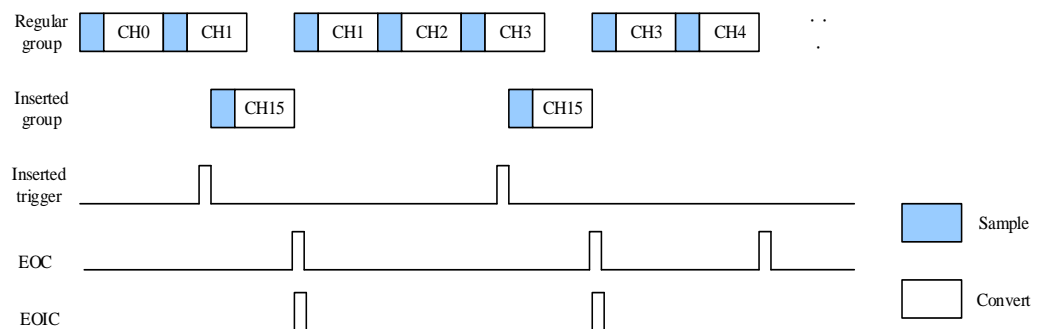 Regular
group
CH0
CH1
CH1
CH2
CH3
CH3
CH4
Inserted
group
CH15
CH15
Inserted
trigger
EOC
EOIC
Sample
Convert